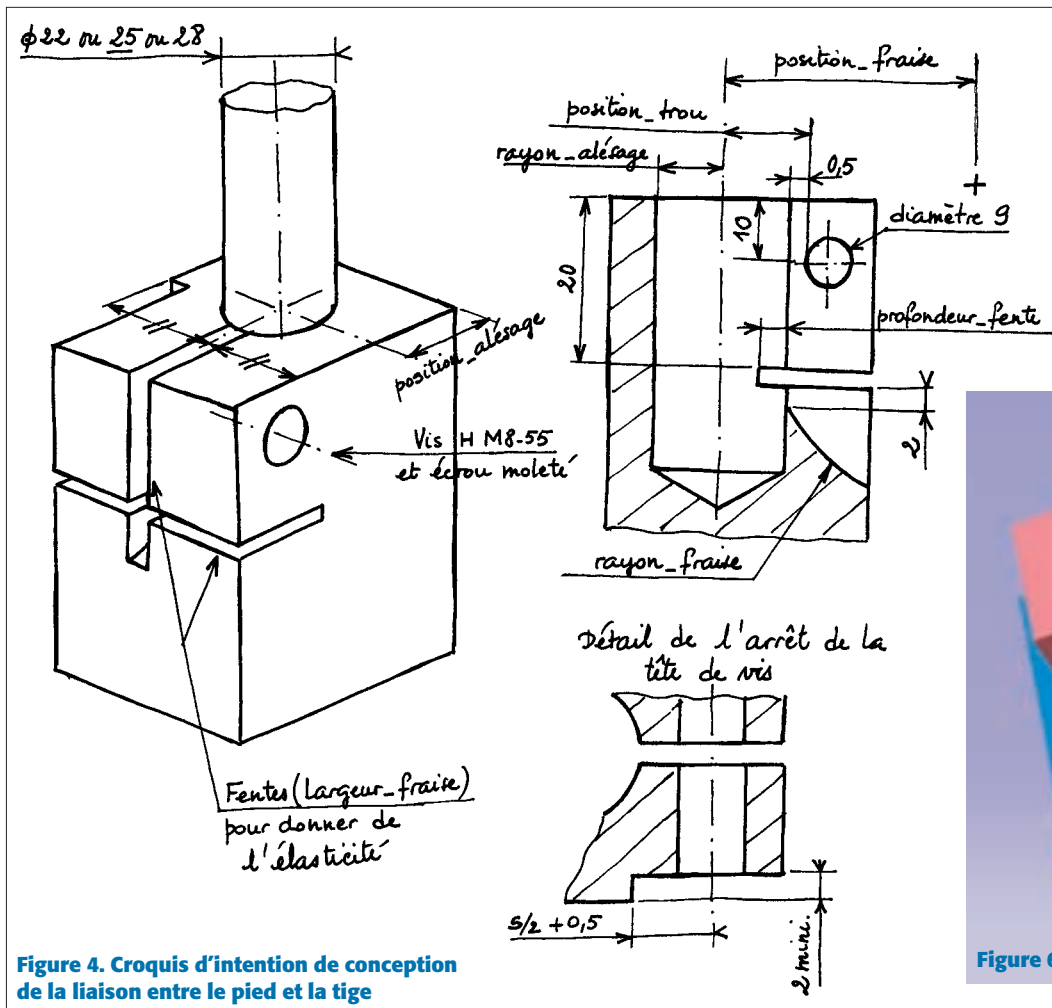 φ22 ou 25 ou 28
position_alésage
Vis H M8-55
et écrou moleté
Fentes (largeur_fraise)
pour donner de
l'élasticité
position_fraise
position_trou
rayon_alésage
0,5
+
10
diamètre 9
20
profondeur_fente
2
rayon_fraise
Détail de l'arrêt de la
tête de vis
s/2 + 0,5
2 mini.
Figure 4. Croquis d'intention de conception
de la liaison entre le pied et la tige
Figure 6